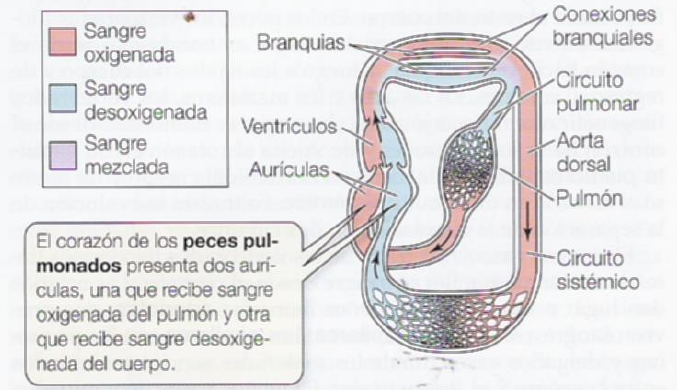 Sangre
oxigenada
Sangre
desoxigenada
Sangre
mezclada
Branquias
Conexiones
branquiales
Circuito
pulmonar
Ventrículos
Aorta
dorsal
Aurículas
Pulmón
Circuito
sistémico
El corazón de los peces pul-
monados presenta dos aurí-
culas, una que recibe sangre
oxigenada del pulmón y otra
que recibe sangre desoxige-
nada del cuerpo.